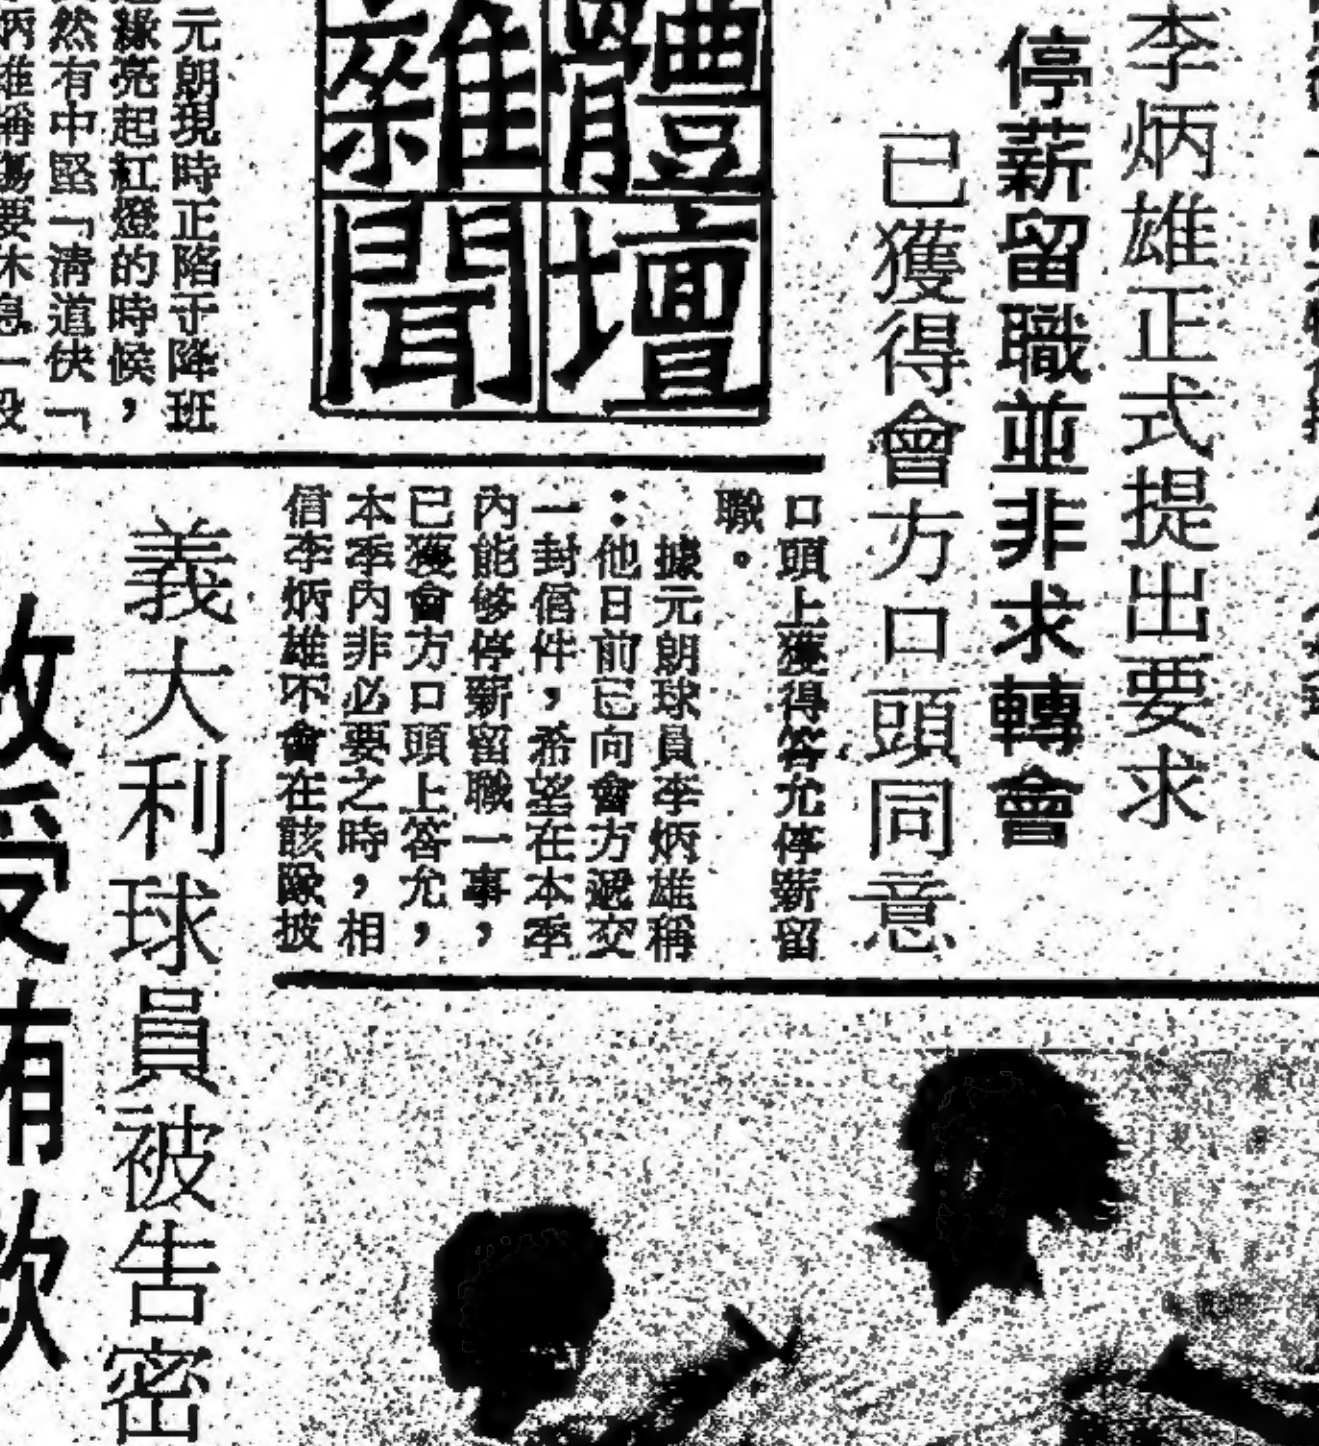 李炳雄正式提出要求
停薪留職並非求轉會
已獲得會方口頭同意
體壇
雜聞
口頭上獲得答允停薪留
職。
據元朗球員李炳雄稱
：他日前已向會方遞交
一封信件，希望在本季
內能够停薪留職一事，
已獲會方口頭上答允，
本季內非必要之時，相
信李炳雄不會在該隊披
元朗現時正陷于降班
綠亮起紅燈的時候，
然有中堅「清道伕「
炳雄稱傷要休息一段
義大利球員被告密
收受賄款